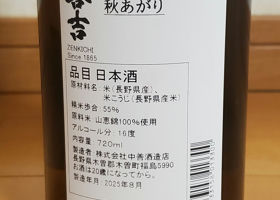 秋あがり
善吉
ZENKICHI
Since 1865
品目 日本酒
原材料名:米(長野県産)、
米こうじ(長野県産米)
精米歩合:55%
原料米:山恵錦100%使用
アルコール分:16度
内容量:720ml
製造者:株式会社中善酒造店
長野県木曽郡木曽町福島5990
お酒は20歳になってから。
製造年月 2025年8月